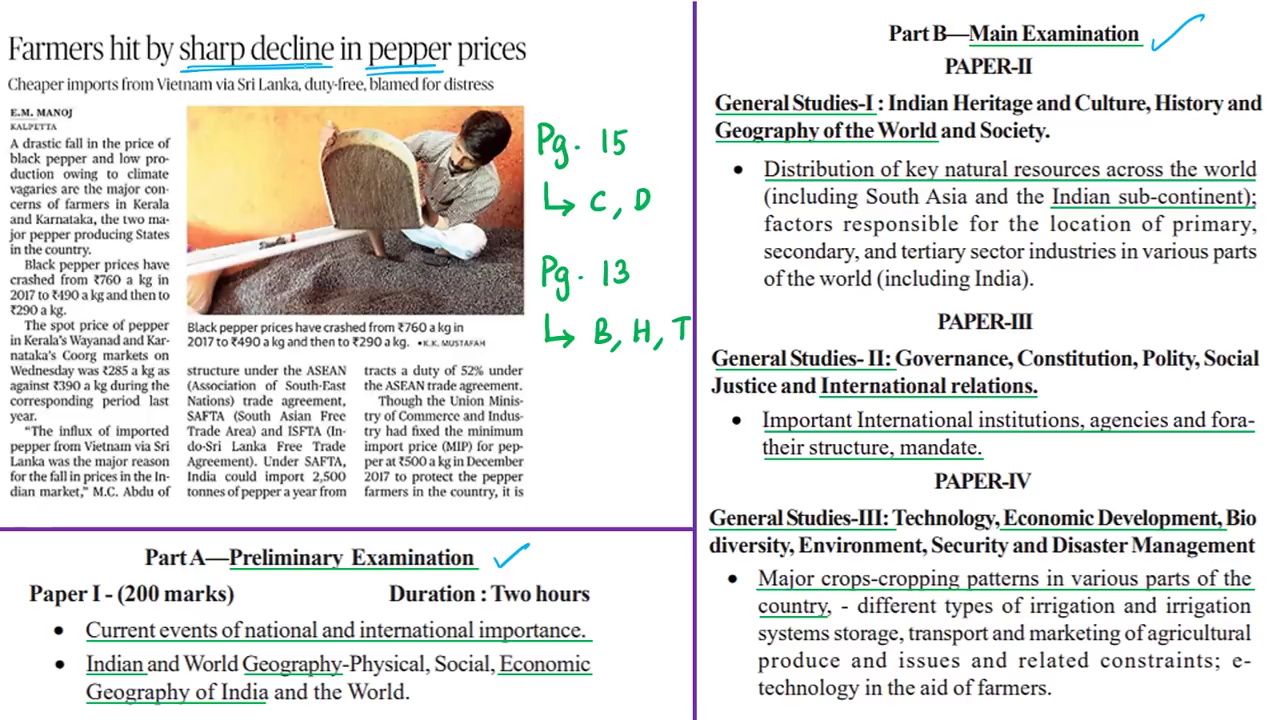 Farmers hit by sharp decline in pepper prices
Cheaper imports from Vietnam via Sri Lanka, duty-free, blamed for distress
E.M. MANOJ
KALPETTA
A drastic fall in the price of
black pepper and low pro-
duction owing to climate
vagaries are the major con-
cerns of farmers in Kerala
and Karnataka, the two ma-
jor pepper producing States
in the country.
Black pepper prices have
crashed from ₹760 a kg in
2017 to ₹490 a kg and then to
₹290 a kg.
The spot price of pepper
in Kerala's Wayanad and Kar-
nataka's Coorg markets on
Wednesday was ₹285 a kg as
against ₹390 a kg during the
corresponding period last
year.
"The influx of imported
pepper from Vietnam via Sri
Lanka was the major reason
for the fall in prices in the In-
dian market," M.C. Abdu of
Black pepper prices have crashed from ₹760 a kg in
2017 to ₹490 a kg and then to ₹290 a kg. •K.K. MUSTAFAH
structure under the ASEAN
(Association of South-East
Nations) trade agreement,
SAFTA (South Asian Free
Trade Area) and ISFTA (In-
do-Sri Lanka Free Trade
Agreement). Under SAFTA,
India could import 2,500
tonnes of pepper a year from
tracts a duty of 52% under
the ASEAN trade agreement.
Though the Union Minis-
try of Commerce and Indus-
try had fixed the minimum
import price (MIP) for pep-
per at ₹500 a kg in December
2017 to protect the pepper
farmers in the country, it is
Pg. 15
↳ C, D
Pg. 13
↳ B, H, T
Part A—Preliminary Examination
Paper I - (200 marks) Duration : Two hours
• Current events of national and international importance.
• Indian and World Geography-Physical, Social, Economic
Geography of India and the World.
Part B—Main Examination
PAPER-II
General Studies-I : Indian Heritage and Culture, History and
Geography of the World and Society.
• Distribution of key natural resources across the world
(including South Asia and the Indian sub-continent);
factors responsible for the location of primary,
secondary, and tertiary sector industries in various parts
of the world (including India).
PAPER-III
General Studies- II: Governance, Constitution, Polity, Social
Justice and International relations.
• Important International institutions, agencies and fora-
their structure, mandate.
PAPER-IV
General Studies-III: Technology, Economic Development, Bio
diversity, Environment, Security and Disaster Management
• Major crops-cropping patterns in various parts of the
country, - different types of irrigation and irrigation
systems storage, transport and marketing of agricultural
produce and issues and related constraints; e-
technology in the aid of farmers.